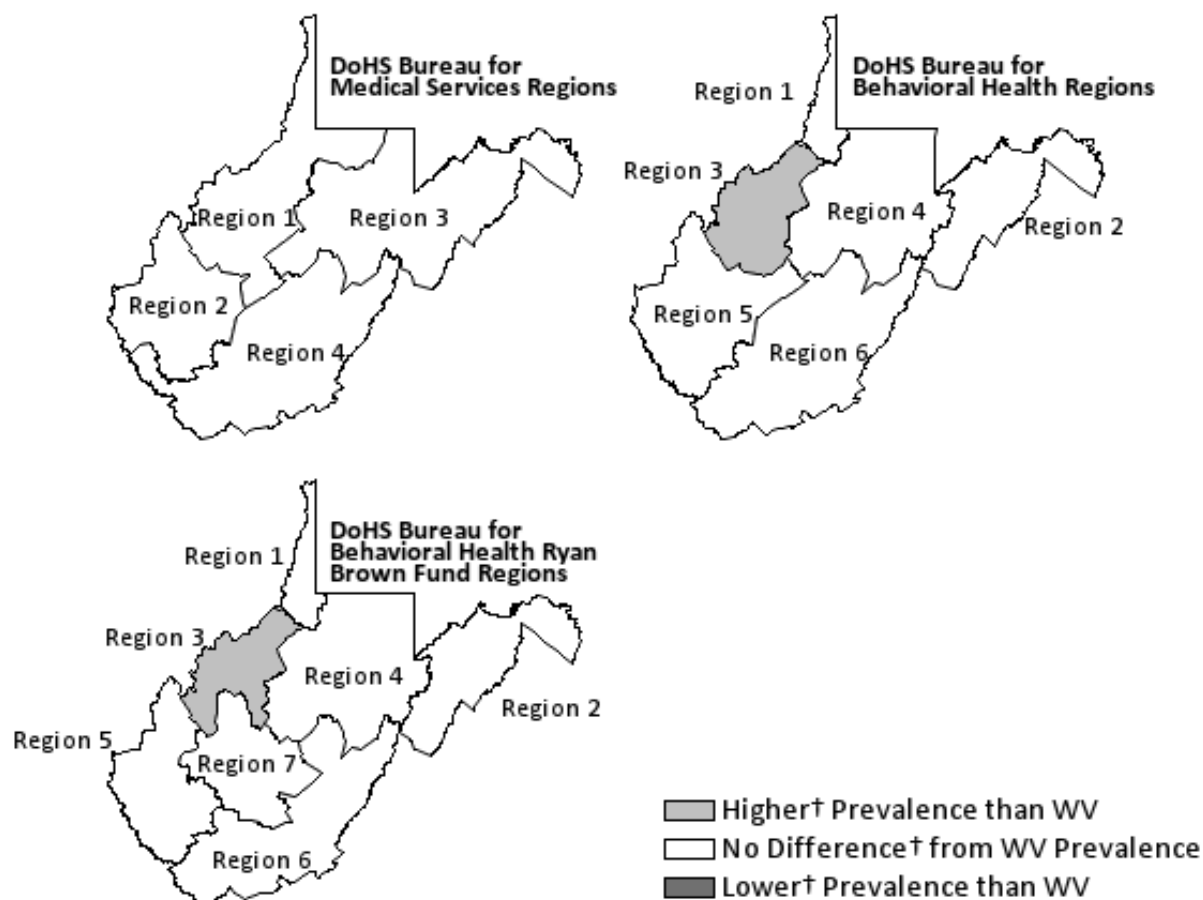 DoHS Bureau for
Medical Services Regions
Region 1
Region 3
Region 2
Region 4
DoHS Bureau for
Behavioral Health Regions
Region 1
Region 3
Region 4
Region 2
Region 5
Region 6
DoHS Bureau for
Behavioral Health Ryan
Brown Fund Regions
Region 1
Region 3
Region 4
Region 2
Region 5
Region 7
Region 6
Higher† Prevalence than WV
No Difference† from WV Prevalence
Lower† Prevalence than WV